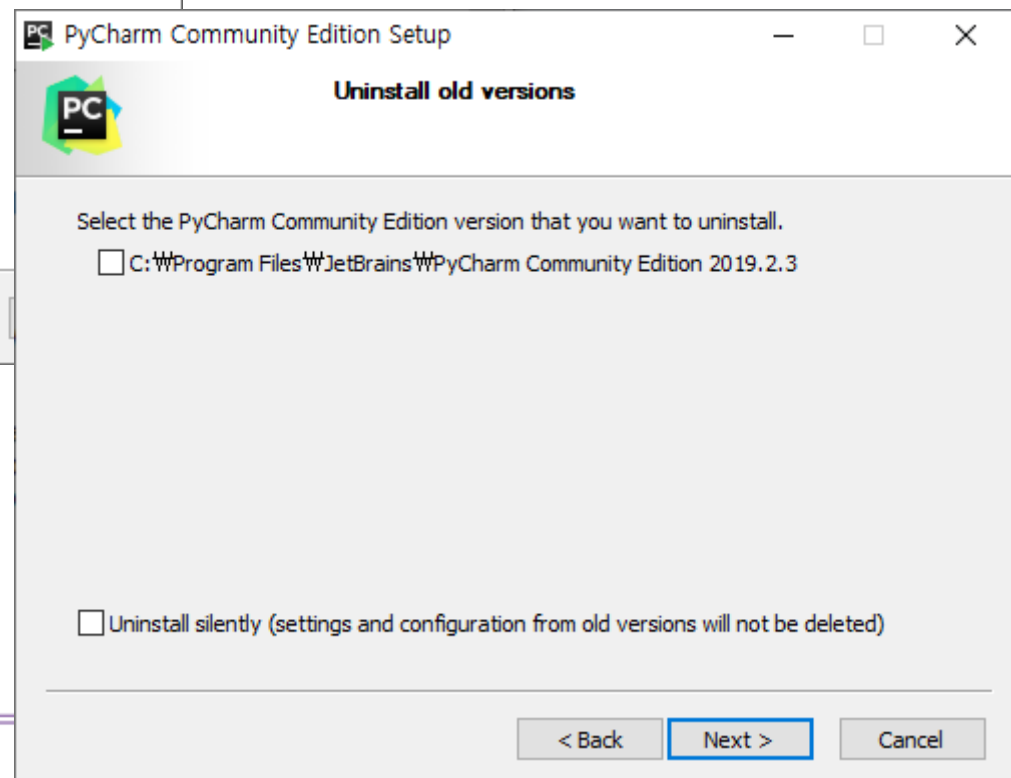 PC PyCharm Community Edition Setup
PC
Uninstall old versions
Select the PyCharm Community Edition version that you want to uninstall.
C:₩Program Files₩JetBrains₩PyCharm Community Edition 2019.2.3
Uninstall silently (settings and configuration from old versions will not be deleted)
< Back
Next >
Cancel